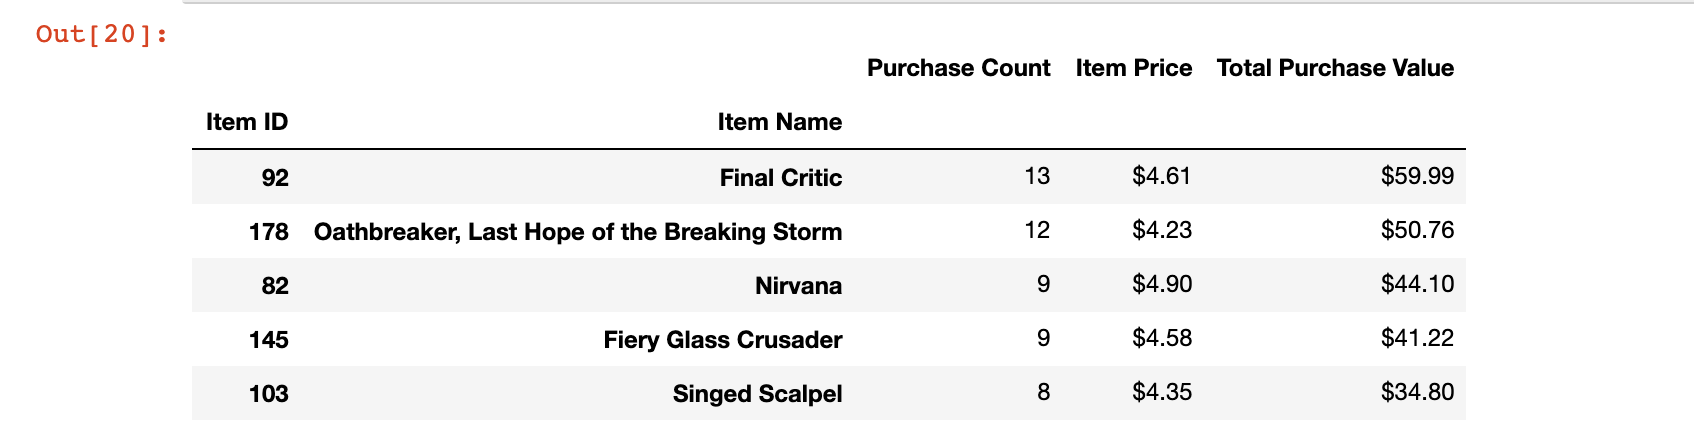 Out[20]:
Purchase Count Item Price Total Purchase Value
Item ID Item Name
92 Final Critic 13 $4.61 $59.99
178 Oathbreaker, Last Hope of the Breaking Storm 12 $4.23 $50.76
82 Nirvana 9 $4.90 $44.10
145 Fiery Glass Crusader 9 $4.58 $41.22
103 Singed Scalpel 8 $4.35 $34.80